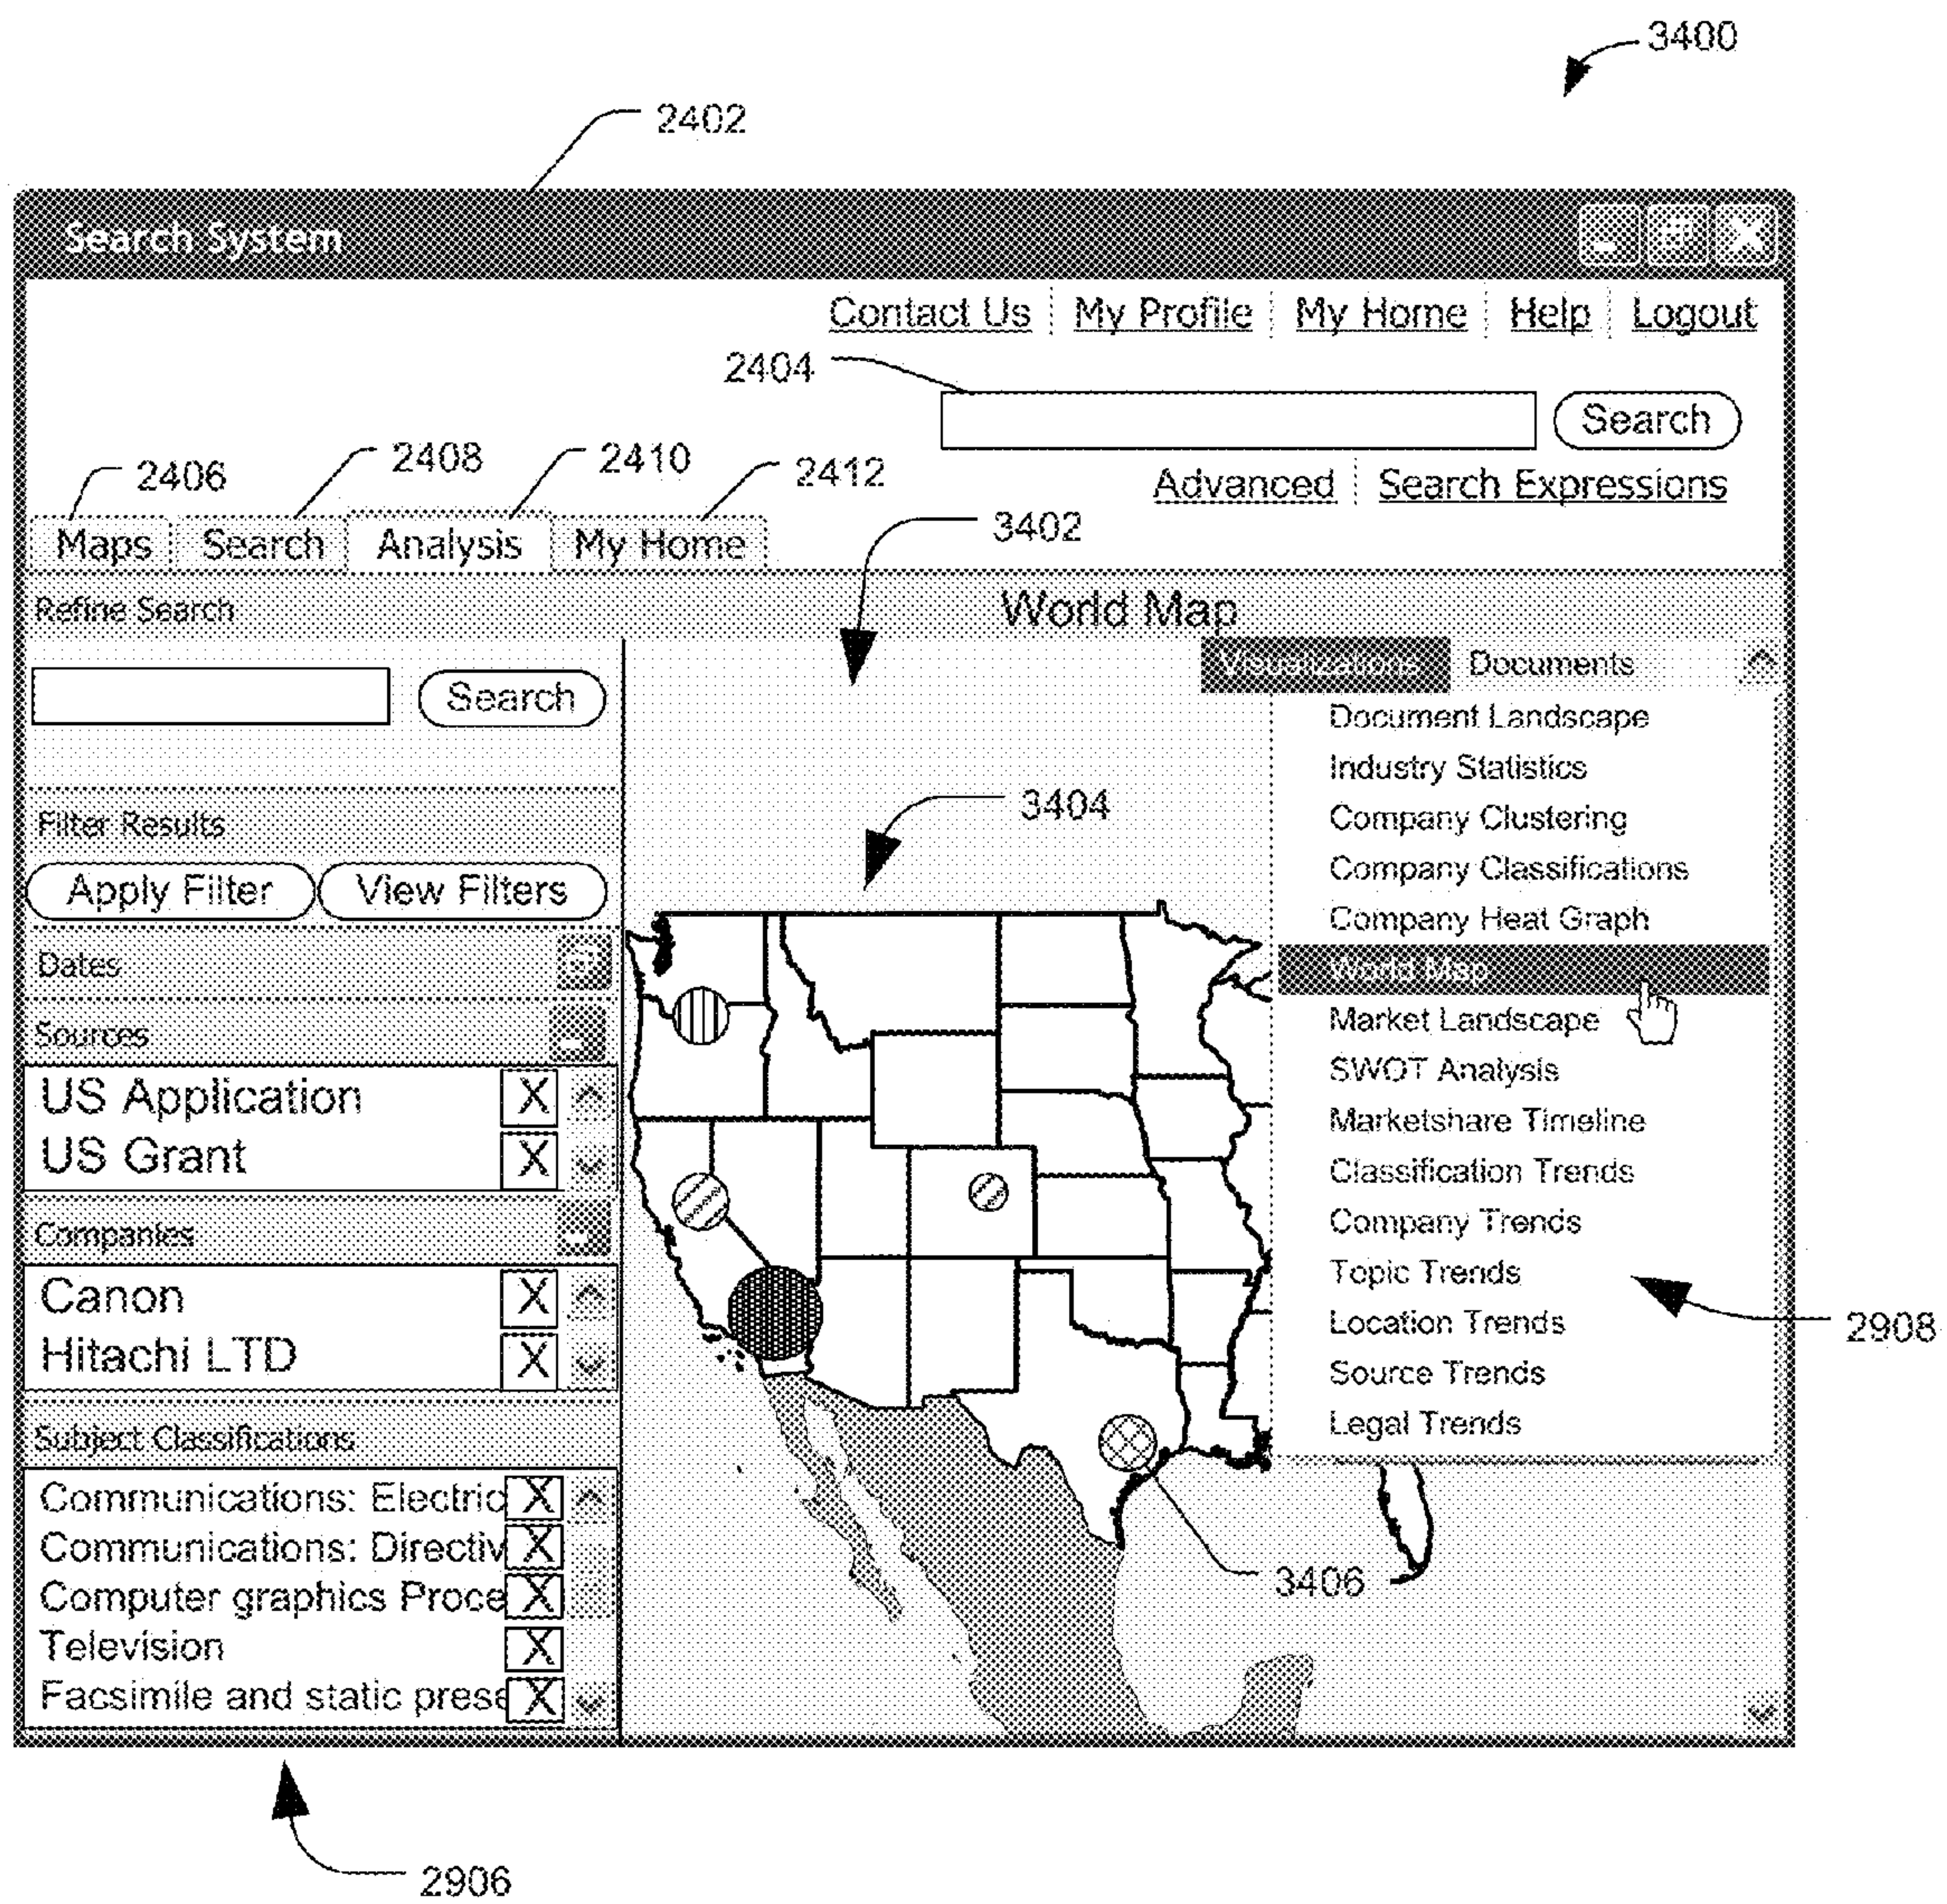 3400
2402
Search System
Contact Us My Profile My Home Help Logout
2404
Search
2406 2408 2410 2412
Advanced Search Expressions
3402
Maps Search Analysis My Home
Refine Search
World Map
Search
Visualizations Documents
Document Landscape
Industry Statistics
Company Clustering
Company Classifications
Company Heat Graph
World Map
Market Landscape
SWOT Analysis
Marketshare Timeline
Classification Trends
Company Trends
Topic Trends
Location Trends
Source Trends
Legal Trends
2908
3404
Filter Results
Apply Filter View Filters
Dates
Sources
US Application X
US Grant X
Companies
Canon X
Hitachi LTD X
Subject Classifications
Communications: Electric X
Communications: Directiv X
Computer graphics Proce X
Television X
Facsimile and static prese X
3406
2906